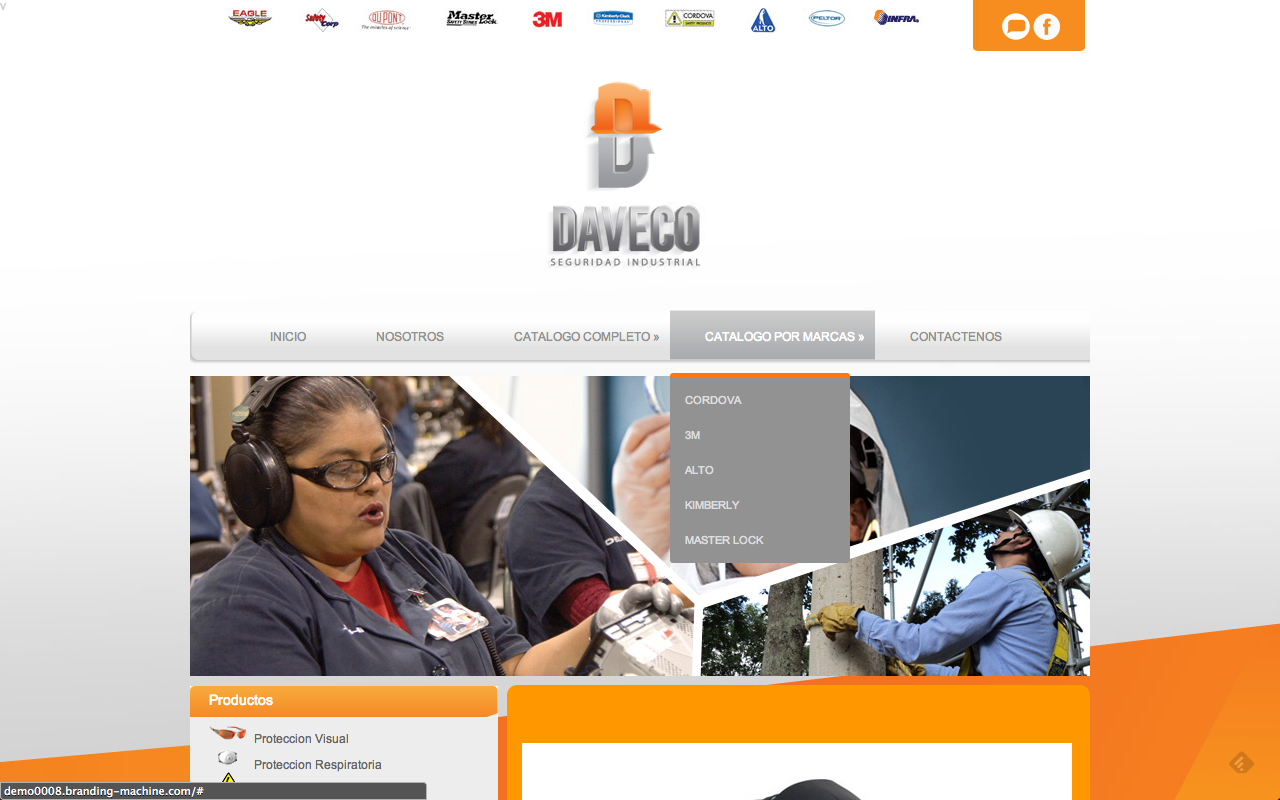 v
EAGLE
Safety Corp
DUPONT
The miracles of science
Master Lock
SAFETY SERIES
3M
Kimberly-Clark
PROFESSIONAL
CORDOVA
SAFETY PRODUCTS
ALTO
PELTOR
INFRA
DAVECO
SEGURIDAD INDUSTRIAL
INICIO
NOSOTROS
CATALOGO COMPLETO »
CATALOGO POR MARCAS »
CONTACTENOS
CORDOVA
3M
ALTO
KIMBERLY
MASTER LOCK
Productos
Proteccion Visual
Proteccion Respiratoria
demo0008.branding-machine.com/#